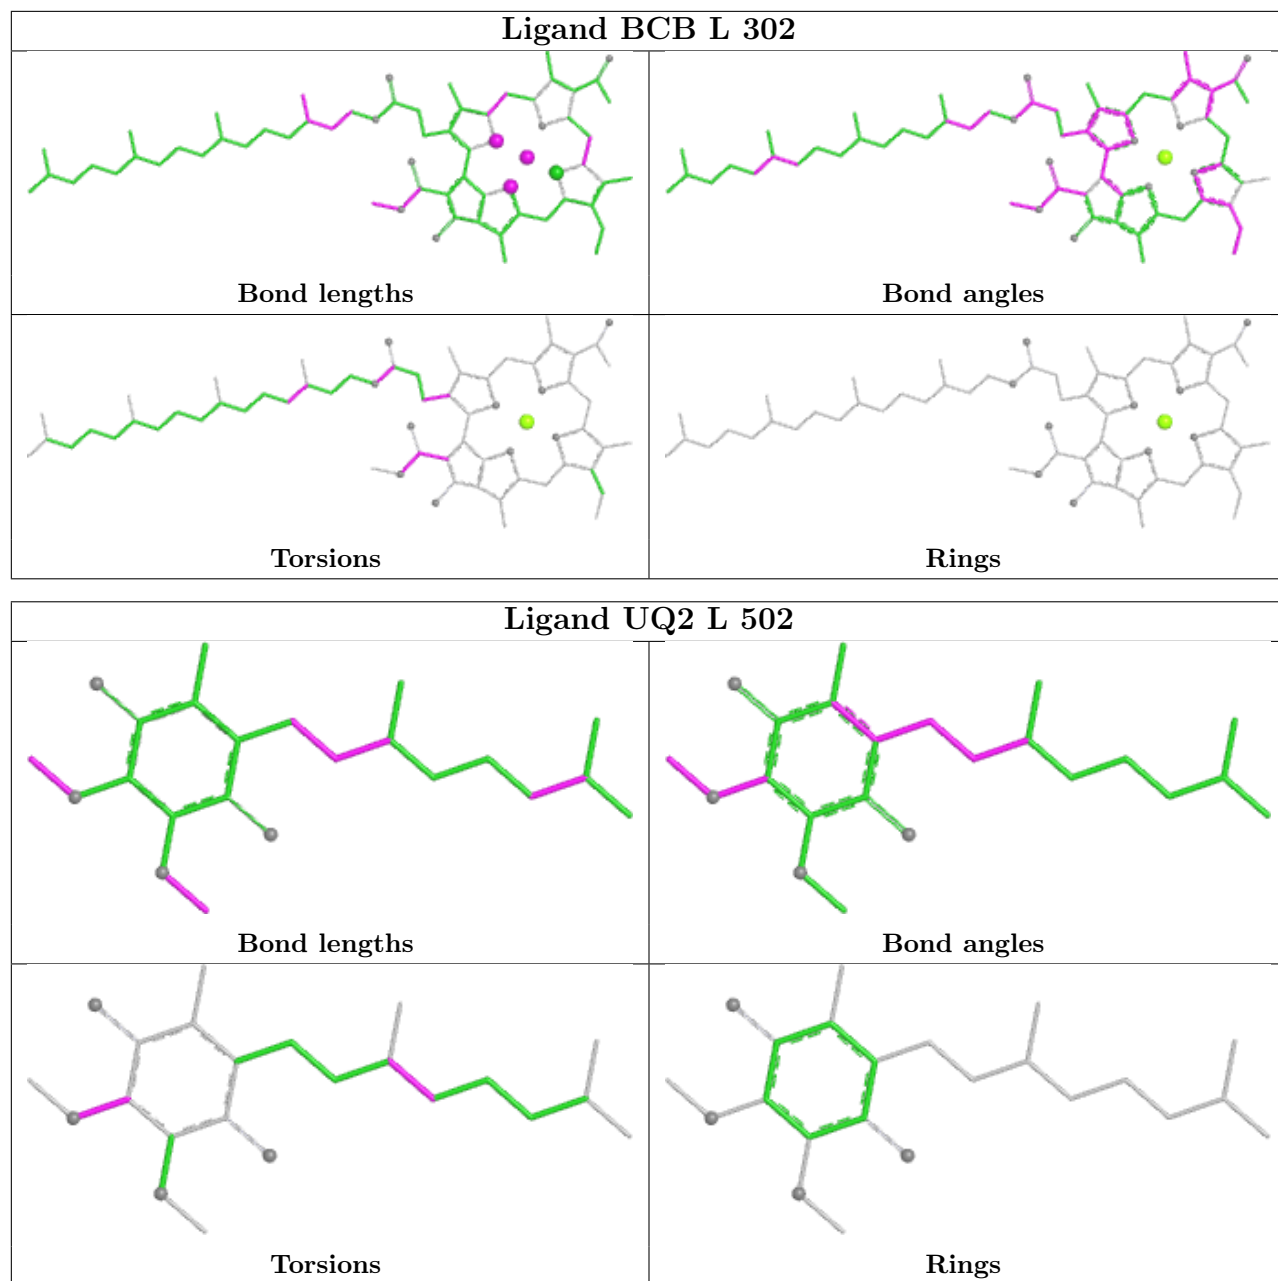 Ligand BCB L 302
Bond lengths
Bond angles
Torsions
Rings
Ligand UQ2 L 502
Bond lengths
Bond angles
Torsions
Rings